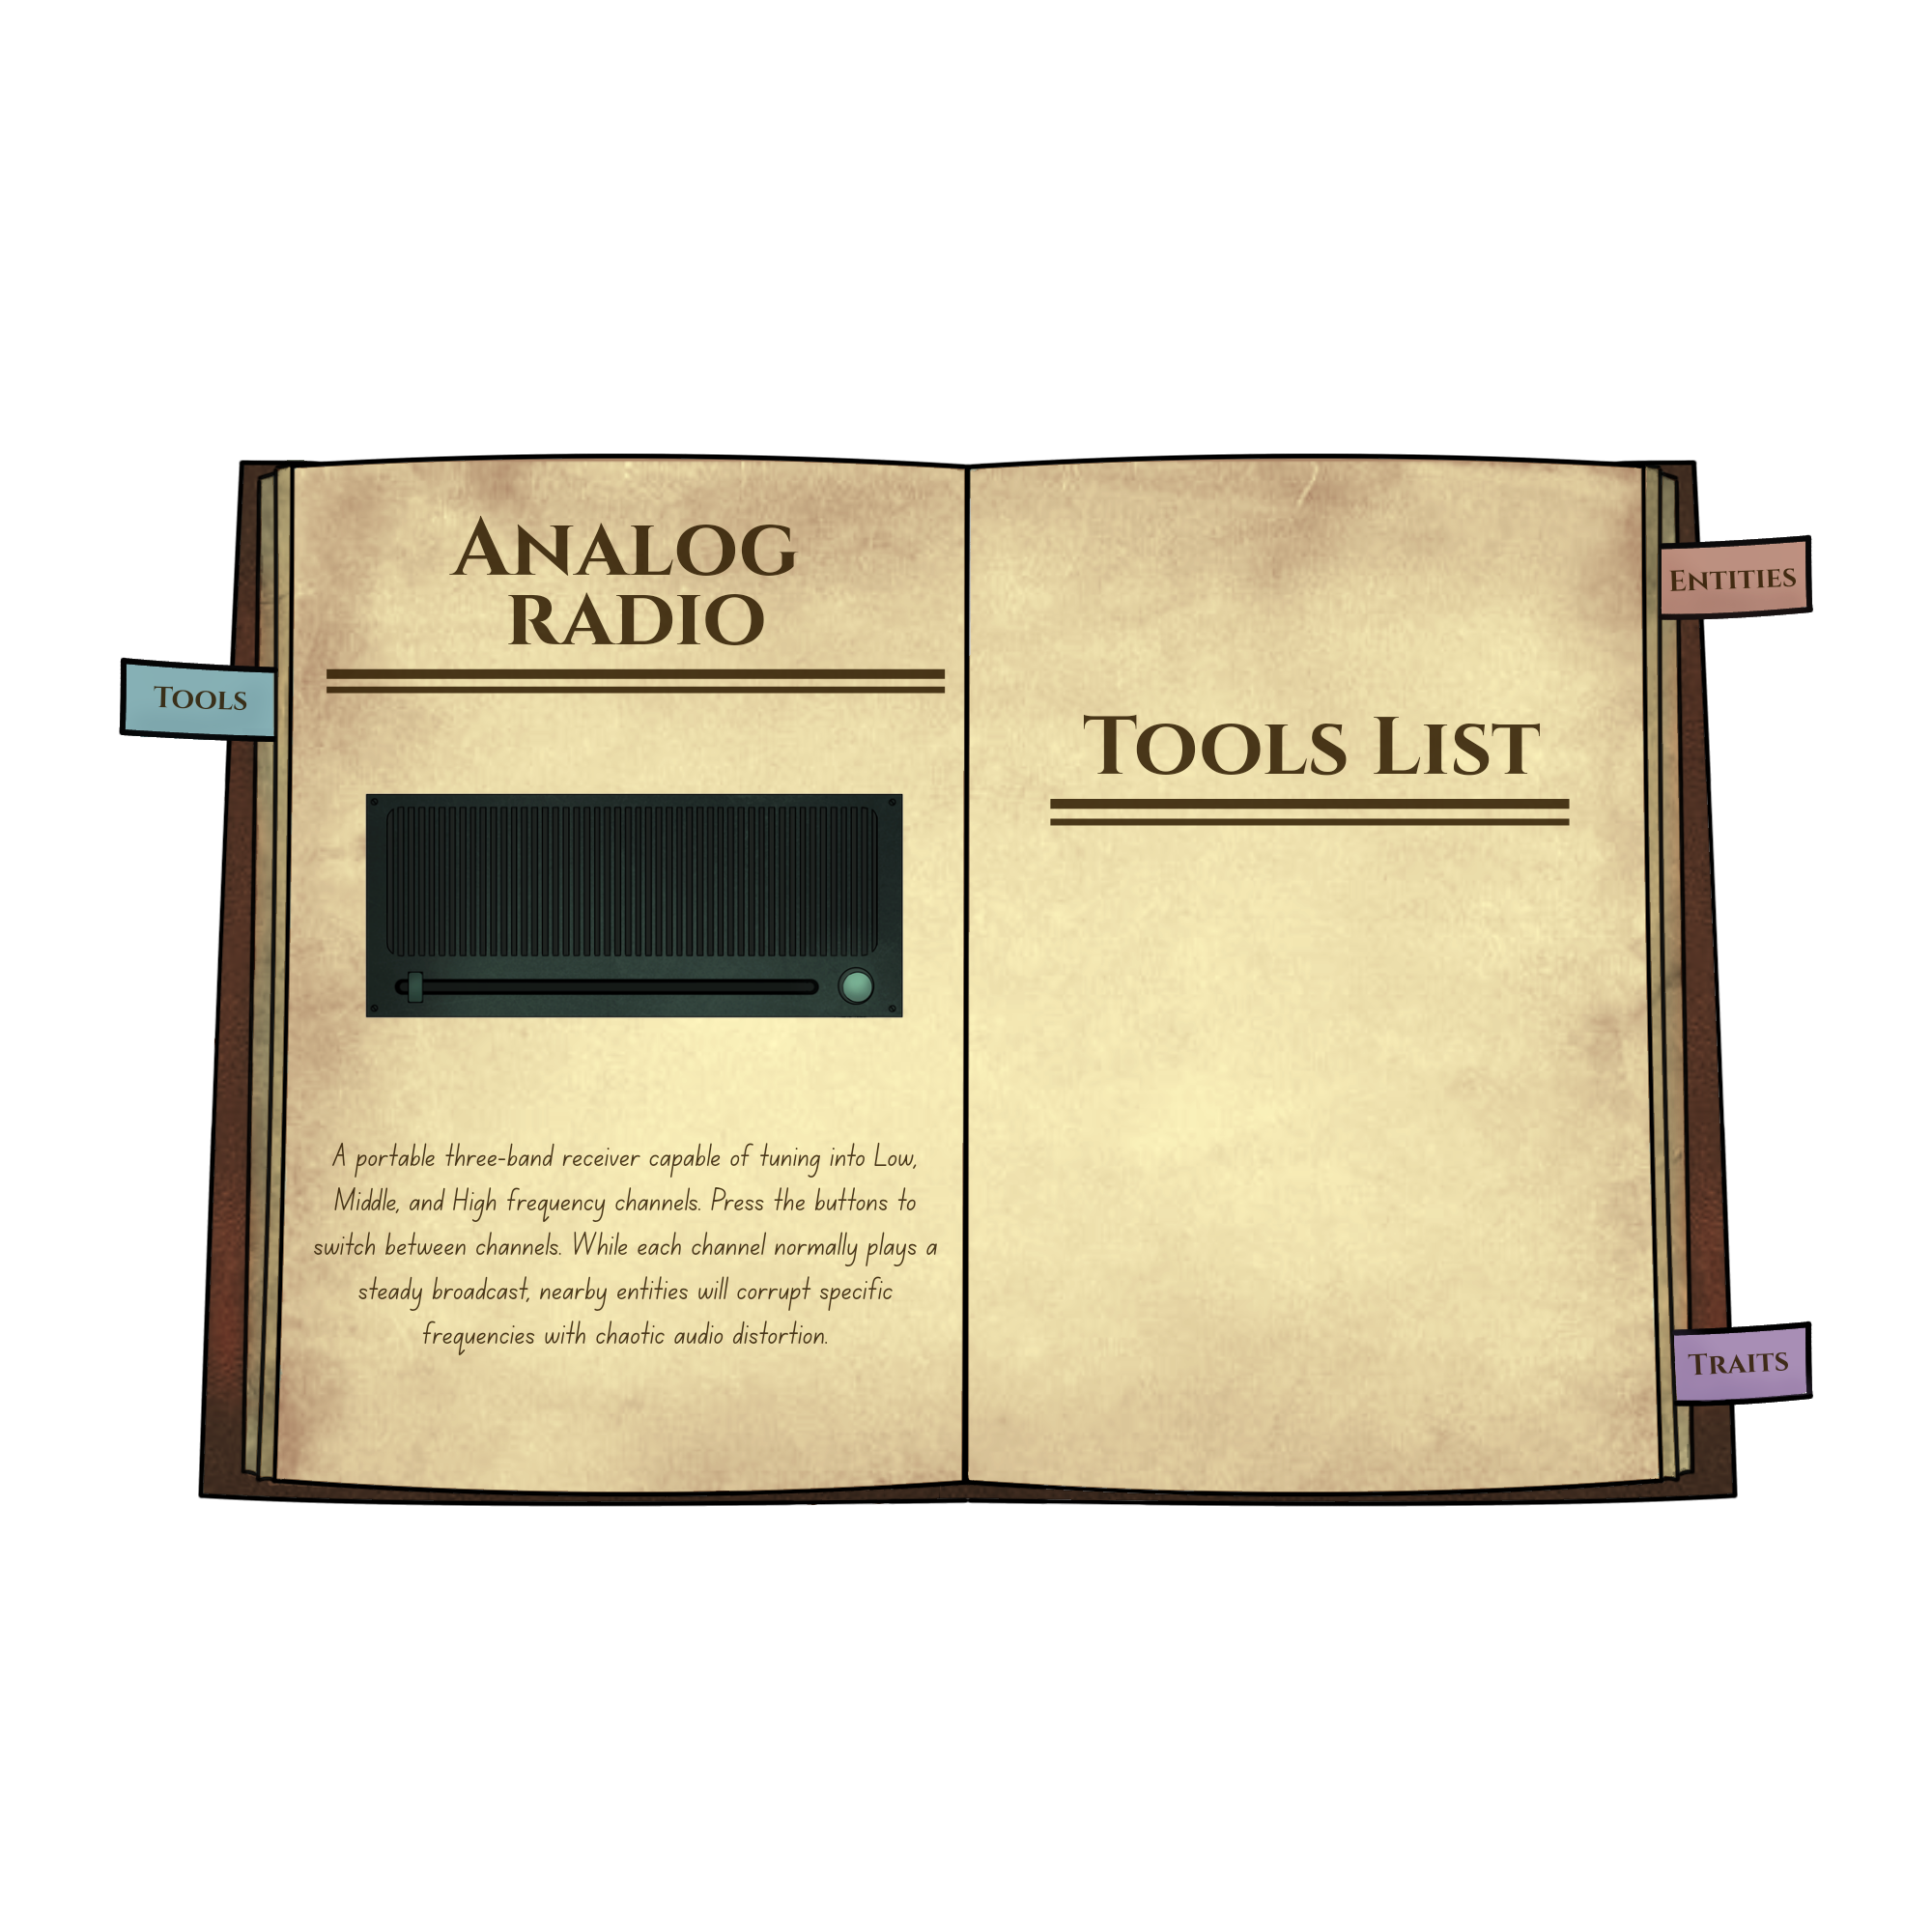 Analog
Radio
Tools
A portable three-band receiver capable of tuning into Low,
Middle, and High frequency channels. Press the buttons to
switch between channels. While each channel normally plays a
steady broadcast, nearby entities will corrupt specific
frequencies with chaotic audio distortion.
Tools List
Entities
Traits